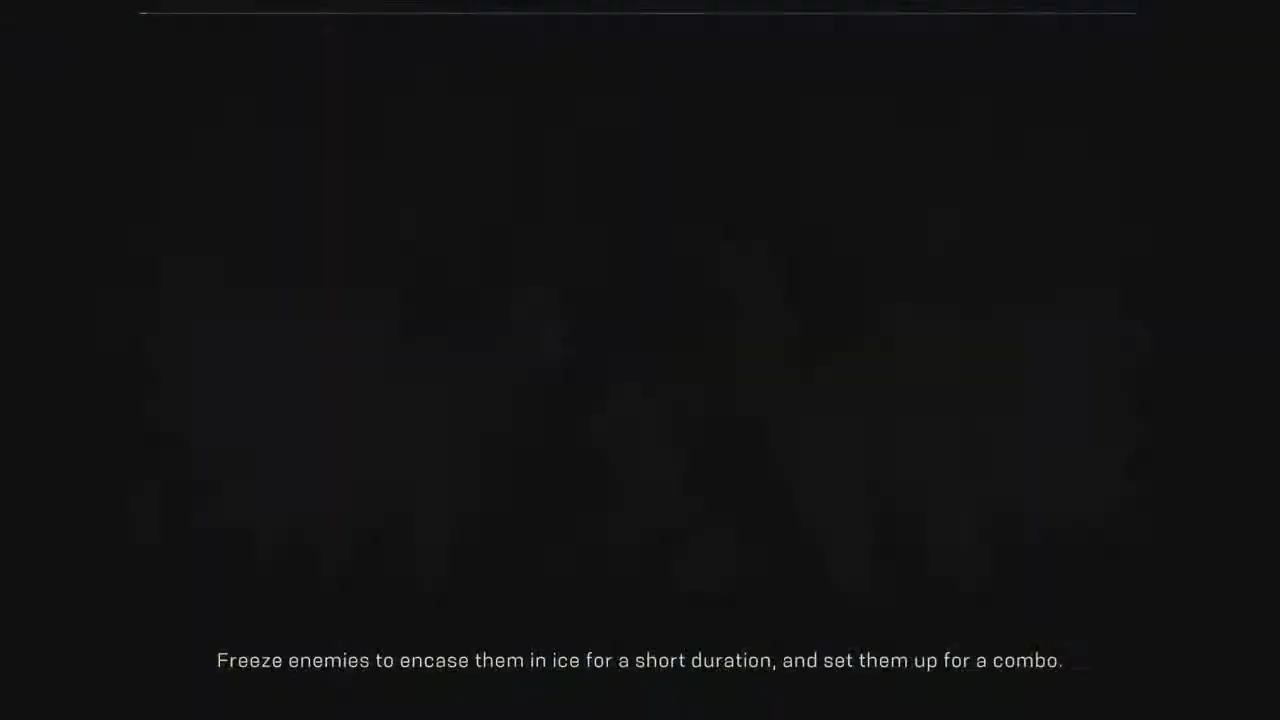 Freeze enemies to encase them in ice for a short duration, and set them up for a combo.